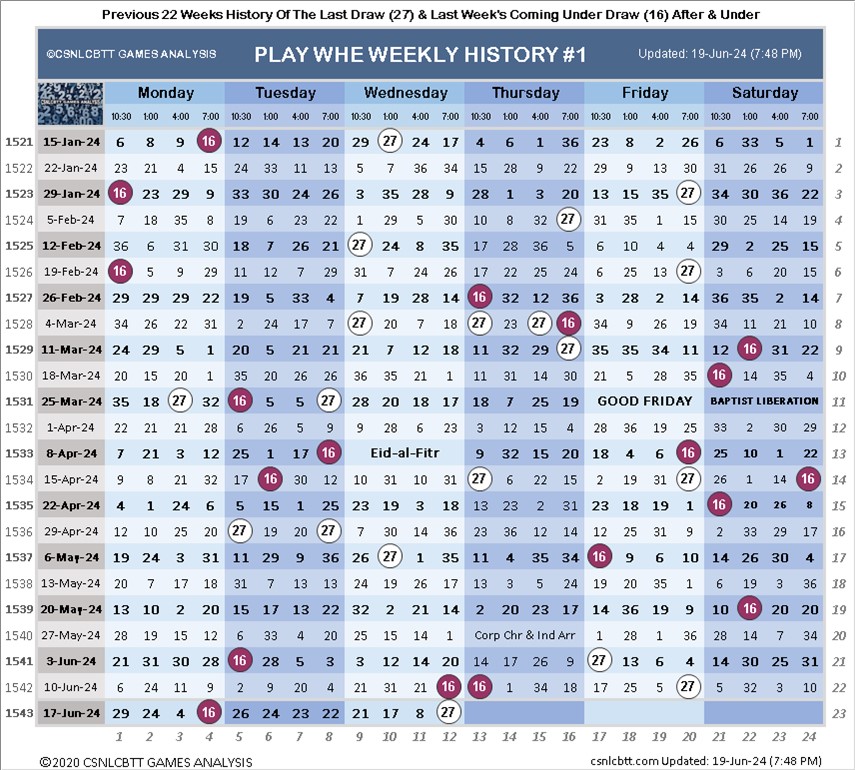 Previous 22 Weeks History Of The Last Draw (27) & Last Week's Coming Under Draw (16) After & Under
©CSNLCBTT GAMES ANALYSIS PLAY WHE WEEKLY HISTORY #1 Updated: 19-Jun-24 (7:48 PM)
Monday Tuesday Wednesday Thursday Friday Saturday
CSNLCBTT GAMES ANALYSIS 10:30 1:00 4:00 7:00 10:30 1:00 4:00 7:00 10:30 1:00 4:00 7:00 10:30 1:00 4:00 7:00 10:30 1:00 4:00 7:00 10:30 1:00 4:00 7:00
1521 15-Jan-24 6 8 9 16 12 14 13 20 29 27 24 17 4 6 1 36 23 8 2 26 6 33 5 1 1
1522 22-Jan-24 23 21 4 15 24 33 11 13 5 7 36 34 15 28 9 22 29 9 13 30 31 26 26 9 2
1523 29-Jan-24 16 23 29 9 33 30 24 26 3 35 28 9 28 1 3 20 13 15 35 27 34 30 36 22 3
1524 5-Feb-24 7 18 35 8 19 6 23 22 1 29 5 30 10 8 32 27 31 35 1 15 30 25 14 19 4
1525 12-Feb-24 36 6 31 30 18 7 26 21 27 24 8 35 17 28 36 5 6 10 4 4 29 2 25 15 5
1526 19-Feb-24 16 5 9 29 11 12 7 29 31 7 24 26 17 22 25 24 6 25 13 27 3 6 20 15 6
1527 26-Feb-24 29 29 29 22 19 5 33 4 7 19 28 14 16 32 12 36 3 28 2 14 36 35 2 14 7
1528 4-Mar-24 34 26 22 31 2 24 17 7 27 20 7 18 27 23 27 16 34 9 26 19 34 11 21 10 8
1529 11-Mar-24 24 29 5 1 20 5 21 21 21 7 12 18 11 32 29 27 35 35 34 11 12 16 31 22 9
1530 18-Mar-24 20 15 20 1 35 20 26 26 36 35 21 1 11 31 14 30 21 5 28 35 16 14 35 4 10
1531 25-Mar-24 35 18 27 32 16 5 5 27 28 20 18 17 18 7 25 19 GOOD FRIDAY BAPTIST LIBERATION 11
1532 1-Apr-24 22 21 21 28 6 26 5 9 9 28 6 2 3 12 15 4 28 36 19 25 33 2 30 29 12
1533 8-Apr-24 7 21 3 12 25 1 17 16 Eid-al-Fitr 9 32 15 20 18 4 6 16 25 10 1 22 13
1534 15-Apr-24 9 8 21 32 17 16 30 12 10 31 10 31 27 13 6 15 2 19 31 27 26 1 14 16 14
1535 22-Apr-24 4 1 24 6 5 15 1 25 23 19 3 18 13 23 2 31 23 18 19 1 16 20 26 8 15
1536 29-Apr-24 12 10 25 20 27 19 20 27 7 30 14 36 23 36 12 14 12 25 31 9 2 33 29 17 16
1537 6-May-24 19 24 3 31 11 29 9 36 26 27 1 35 11 4 35 34 16 9 6 10 14 26 30 4 17
1538 13-May-24 20 7 17 18 31 7 13 13 24 19 26 17 13 3 5 24 19 20 35 1 6 19 3 36 18
1539 20-May-24 13 10 2 20 15 17 13 22 32 2 21 14 2 20 23 17 14 36 19 9 10 16 20 20 19
1540 27-May-24 28 19 15 12 6 33 4 20 25 15 14 1 Corp Chr & Ind Arr 1 28 1 36 28 14 7 34 20
1541 3-Jun-24 21 31 30 28 16 28 5 3 3 12 14 20 14 17 26 9 27 13 6 4 14 30 25 31 21
1542 10-Jun-24 6 24 11 9 2 9 20 4 21 31 21 16 16 1 34 18 17 25 5 27 5 32 3 10 22
1543 17-Jun-24 29 24 4 16 26 24 23 22 21 17 8 27 23
1 2 3 4 5 6 7 8 9 10 11 12 13 14 15 16 17 18 19 20 21 22 23 24
©2020 CSNLCBTT GAMES ANALYSIS csnlcbtt.com Updated: 19-Jun-24 (7:48 PM)